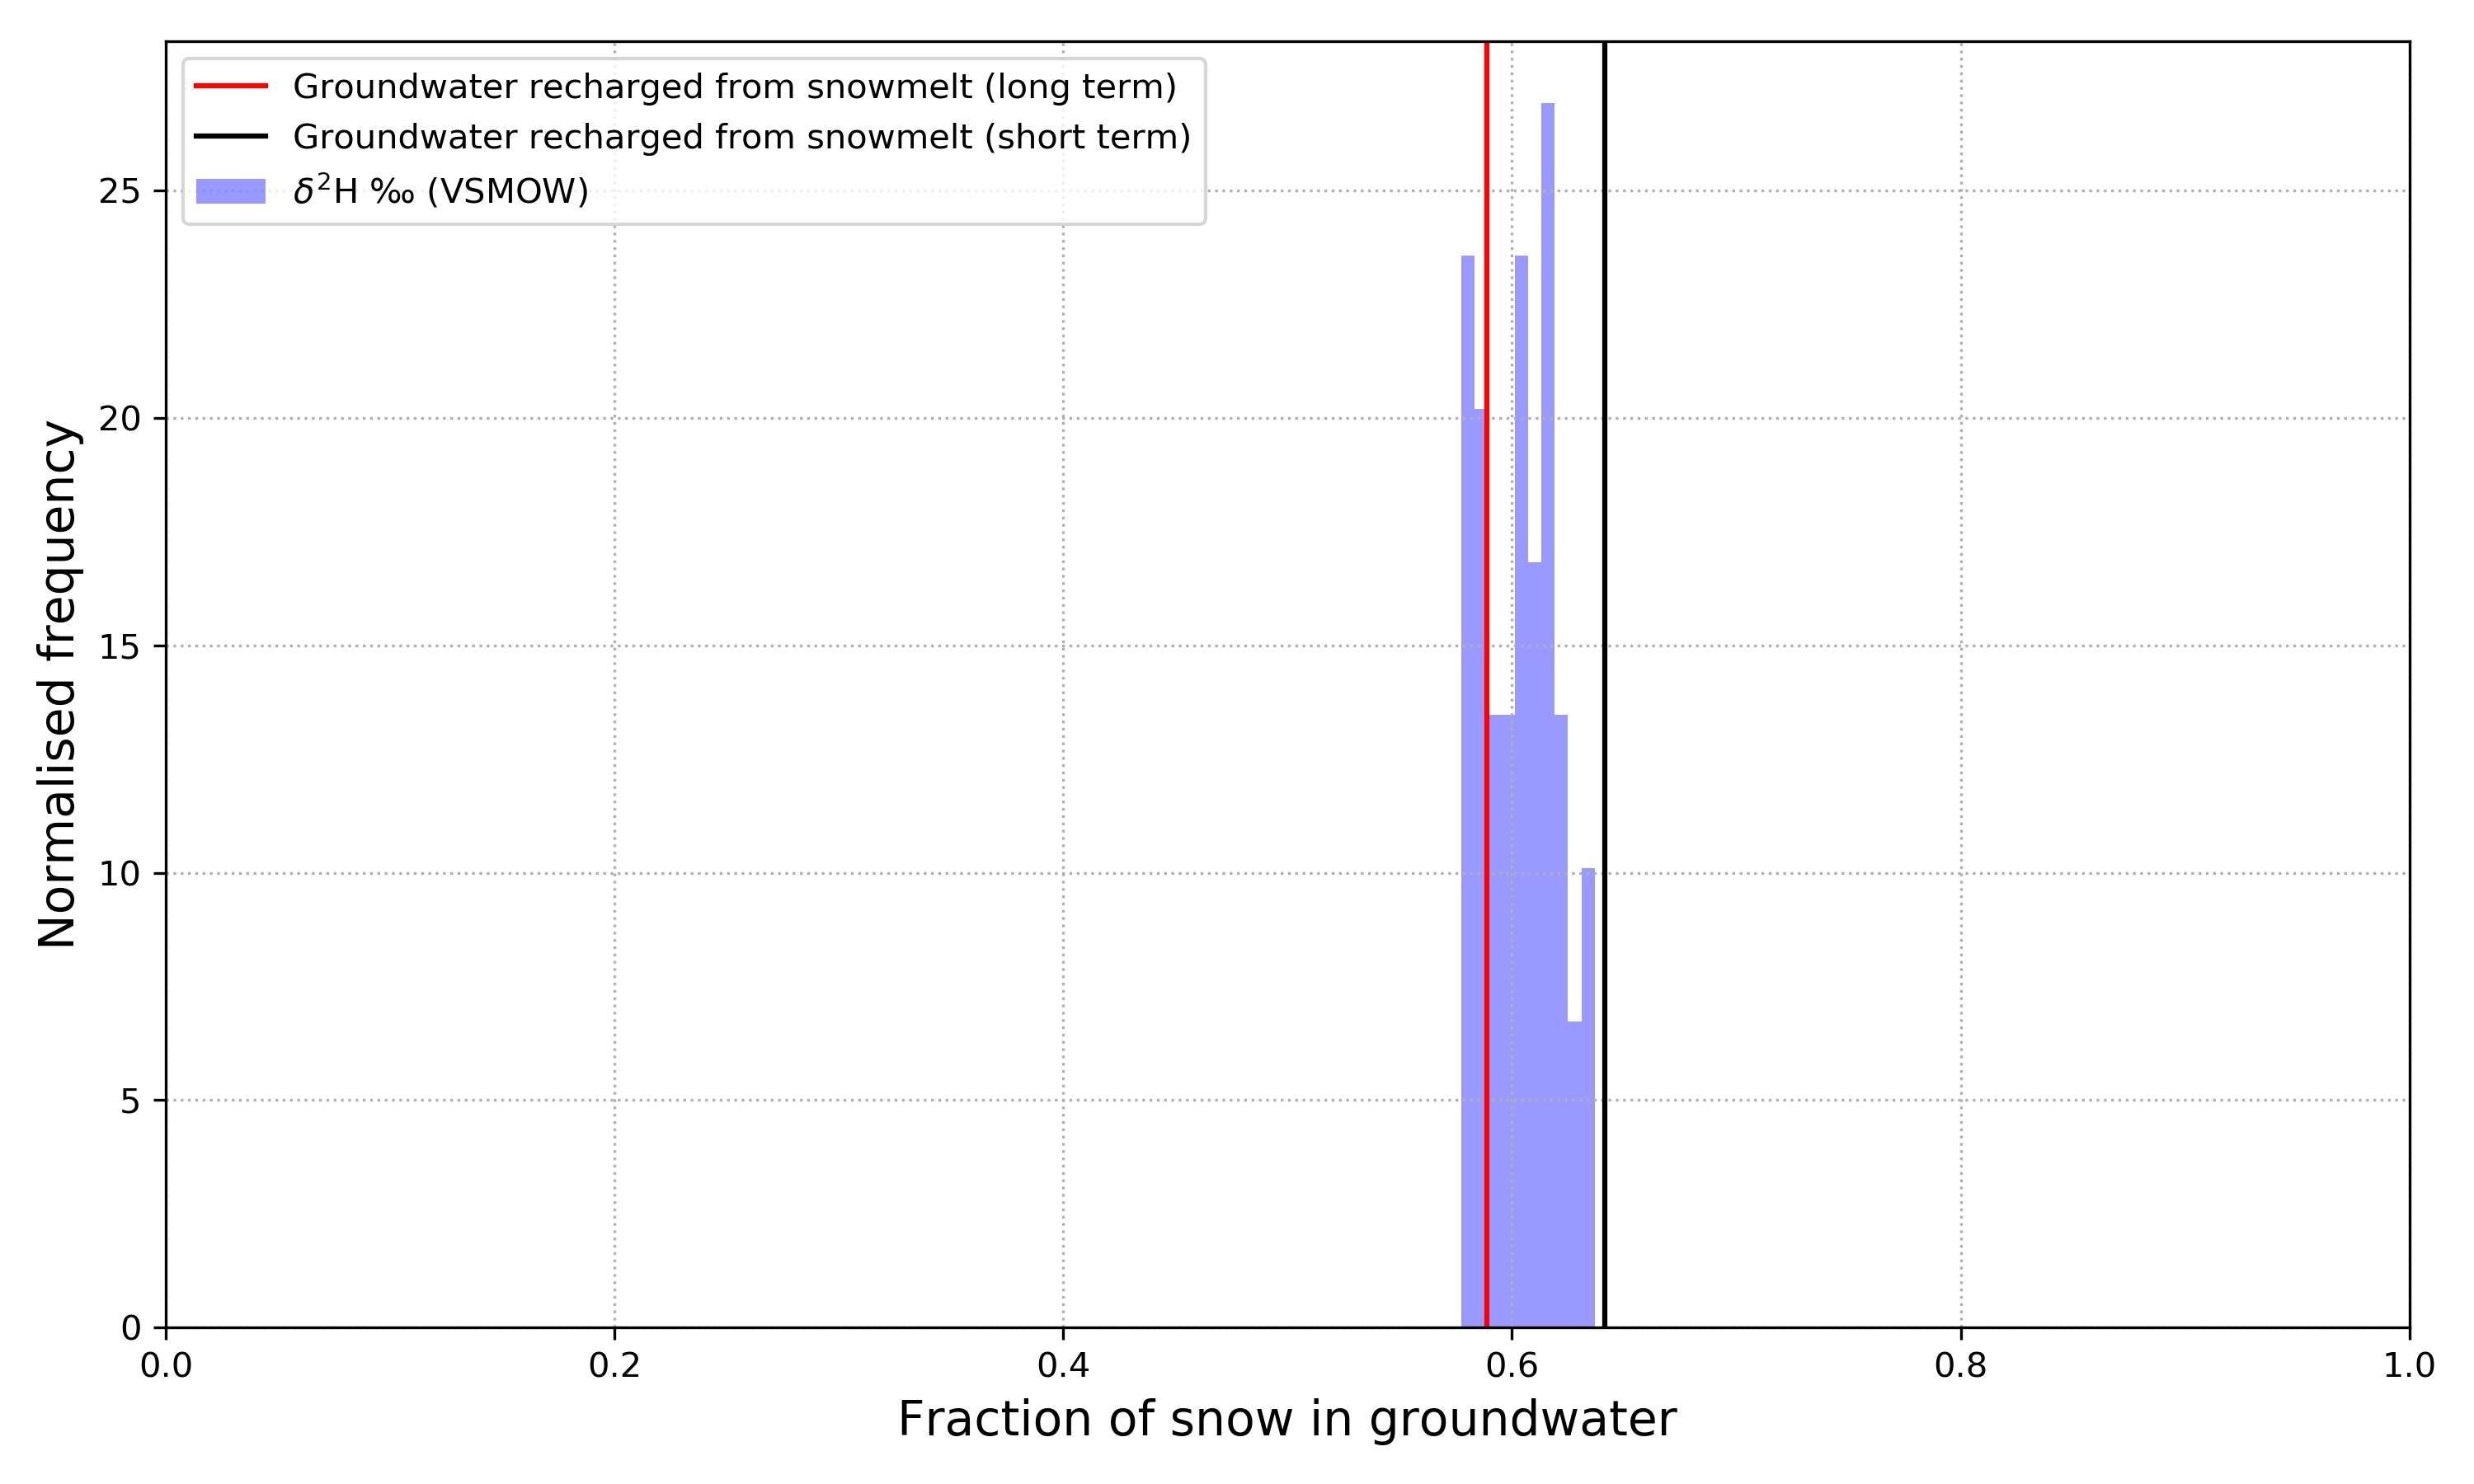 Groundwater recharged from snowmelt (long term)
Groundwater recharged from snowmelt (short term)
δ²H ‰ (VSMOW)
Normalised frequency
25
20
15
10
5
0
0.0 0.2 0.4 0.6 0.8 1.0
Fraction of snow in groundwater